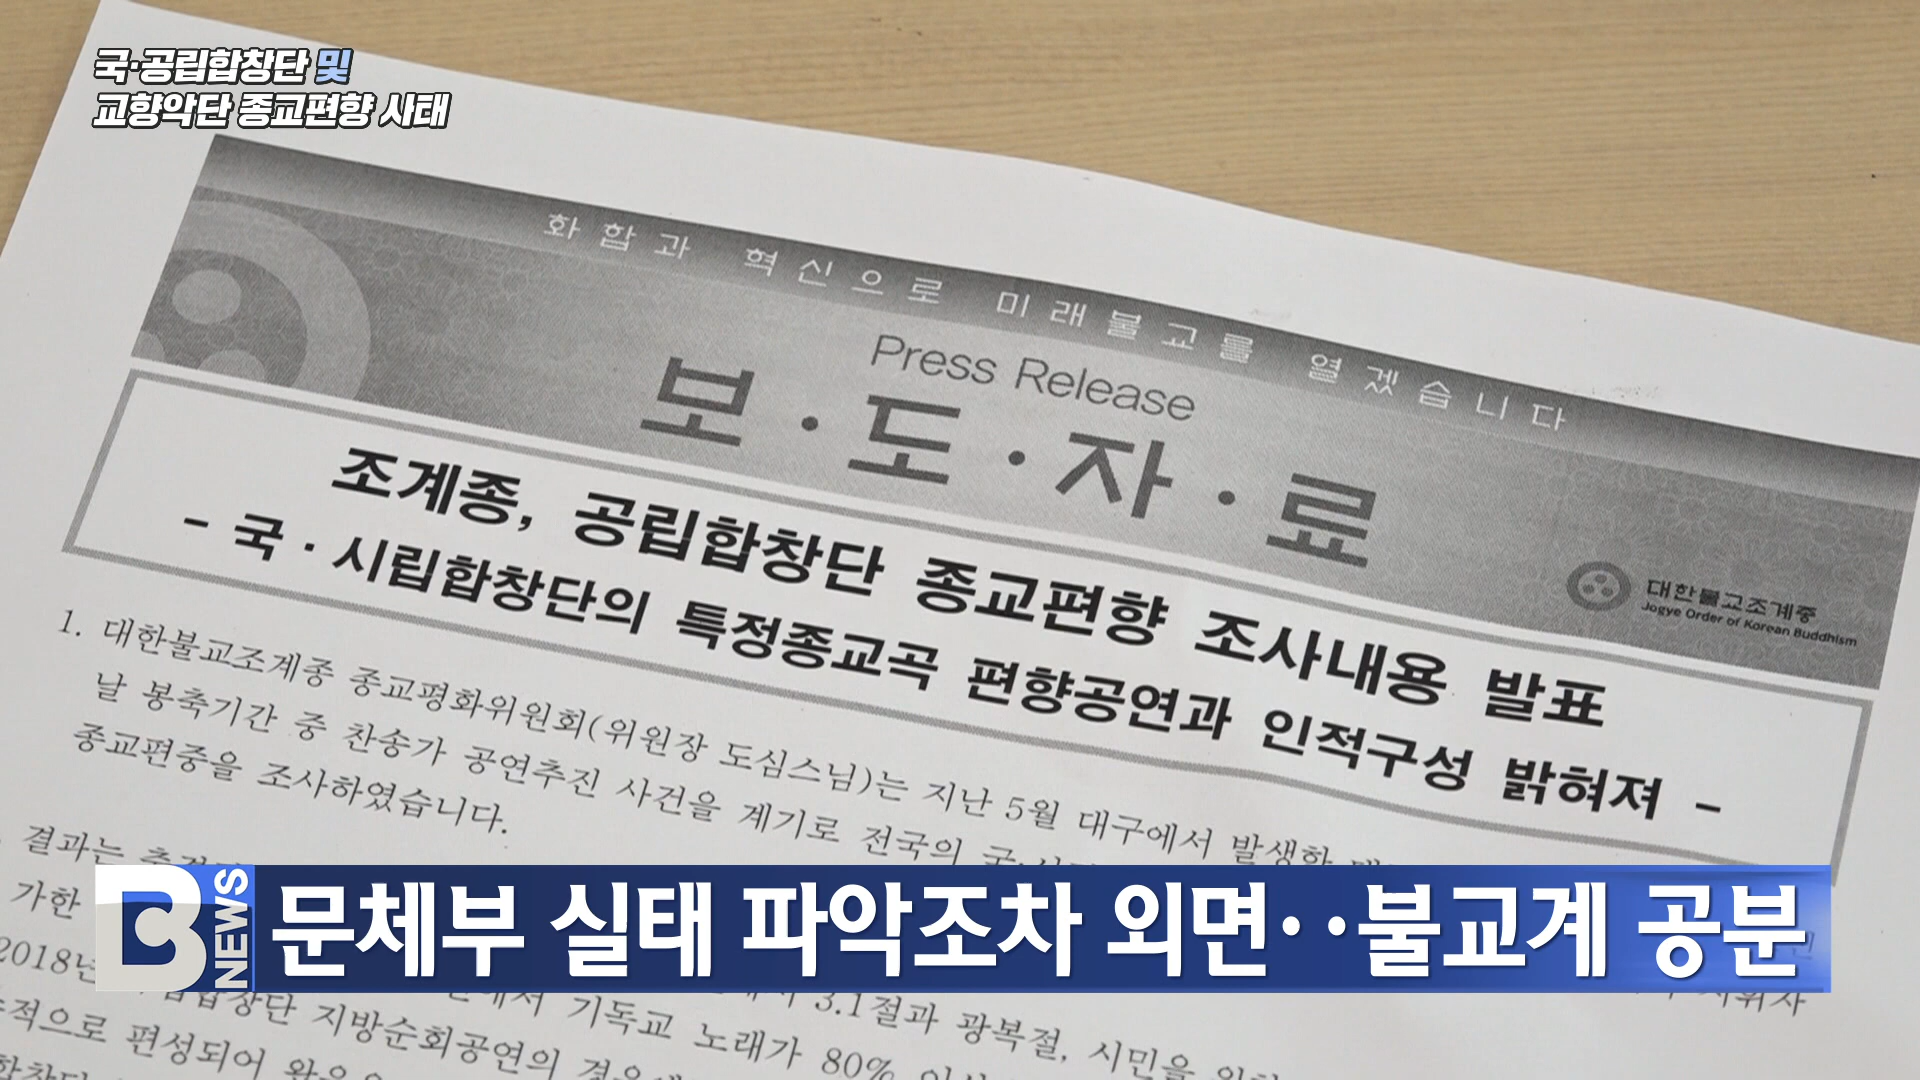 국·공립합창단 및
교향악단 종교편향 사태
화합과 혁신으로 미래불교를 열겠습니다
Press Release
보·도·자·료
대한불교조계종
Jogye Order of Korean Buddhism
조계종, 공립합창단 종교편향 조사내용 발표
- 국·시립합창단의 특정종교곡 편향공연과 인적구성 밝혀져 -
1. 대한불교조계종 종교평화위원회(위원장 도심스님)는 지난 5월 대구에서 발생한
날 봉축기간 중 찬송가 공연추진 사건을 계기로 전국의
종교편중을 조사하였습니다.
결과는
가한
BC NEWS
문체부 실태 파악조차 외면··불교계 공분
2018년
지휘자
합창단 지방순회공연의 경우 기독교 노래가 80% 이상
3.1절과 광복절, 시민을 위한
적으로 편성되어